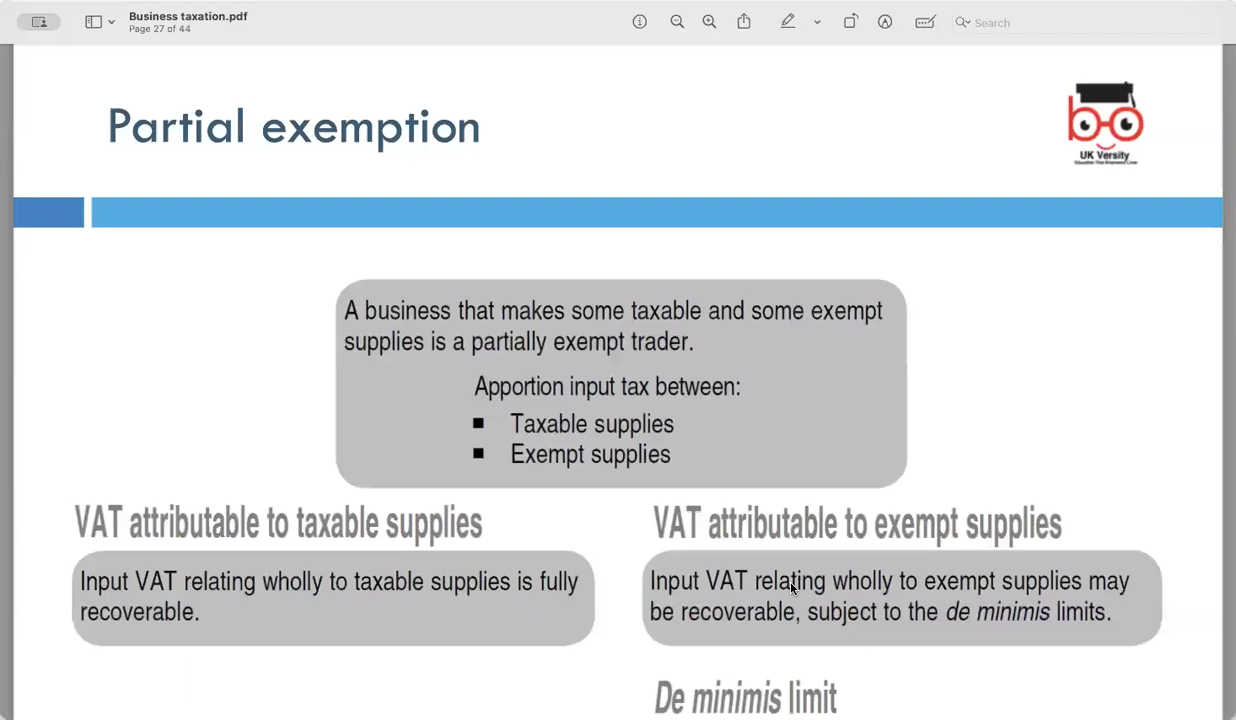 Business taxation.pdf
Page 27 of 44
Search
Partial exemption
UK Versity
A business that makes some taxable and some exempt
supplies is a partially exempt trader.
Apportion input tax between:
■ Taxable supplies
■ Exempt supplies
VAT attributable to taxable supplies
Input VAT relating wholly to taxable supplies is fully
recoverable.
VAT attributable to exempt supplies
Input VAT relating wholly to exempt supplies may
be recoverable, subject to the de minimis limits.
De minimis limit